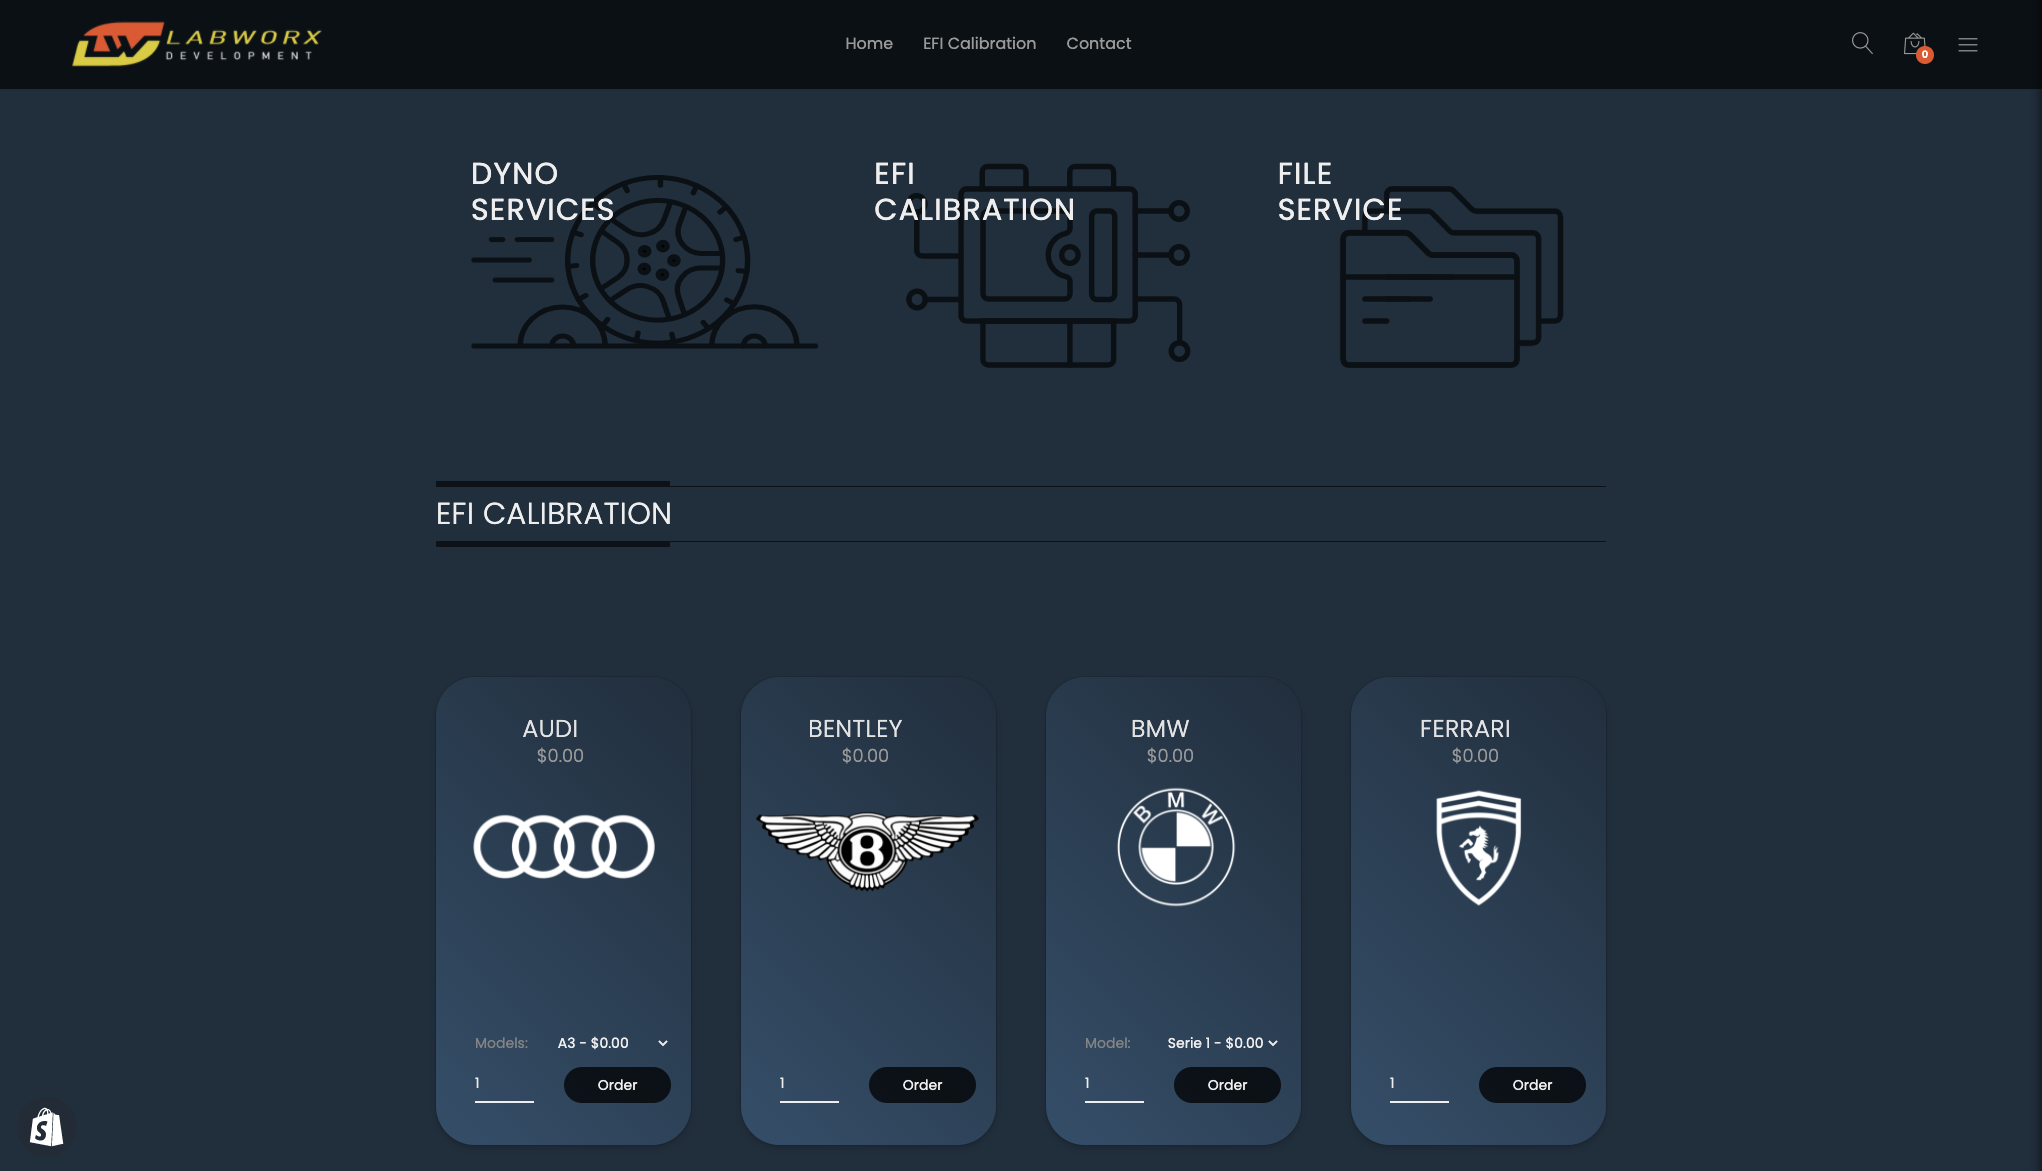 LABWORX
DEVELOPMENT
Home
EFI Calibration
Contact
0
DYNO
SERVICES
EFI
CALIBRATION
FILE
SERVICE
EFI CALIBRATION
AUDI
$0.00
BENTLEY
$0.00
B
BMW
$0.00
BMW
FERRARI
$0.00
Models:
A3 - $0.00
1
Order
1
Order
Model:
Serie 1 - $0.00
1
Order
1
Order